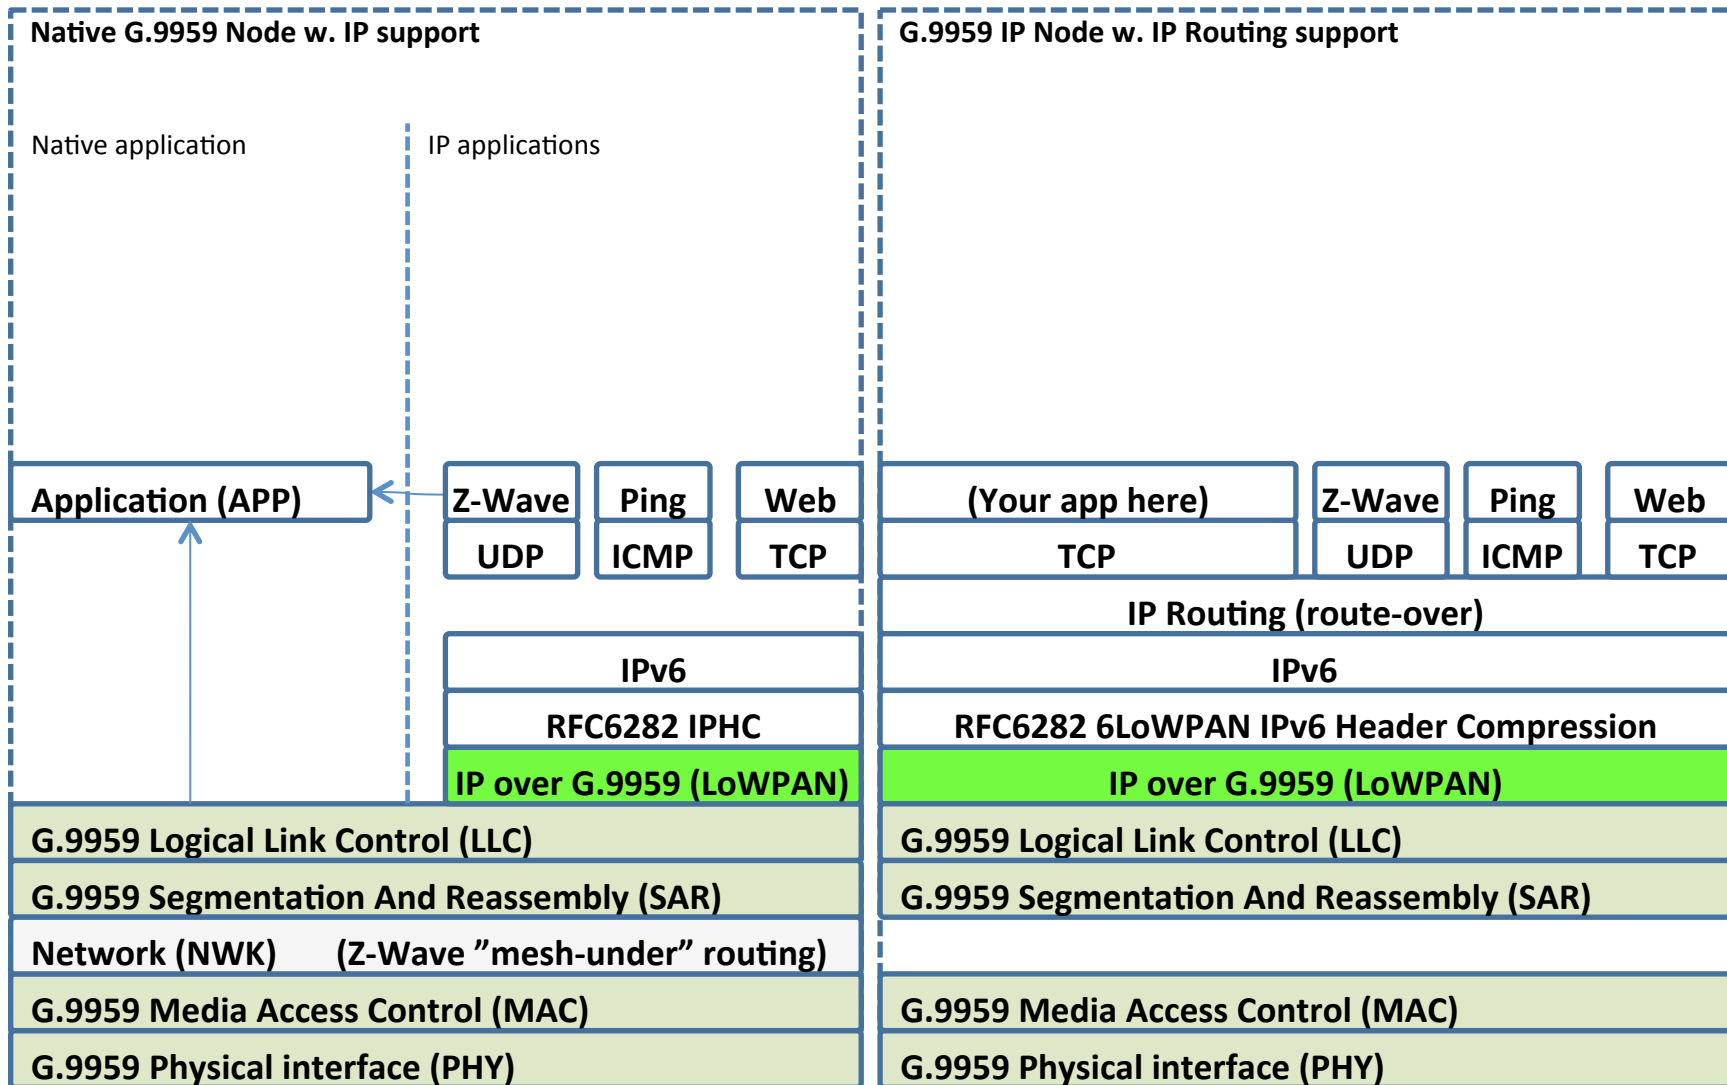 Native G.9959 Node w. IP support
Native application
IP applications
Application (APP)
Z-Wave
Ping
Web
UDP
ICMP
TCP
IPv6
RFC6282 IPHC
IP over G.9959 (LoWPAN)
G.9959 Logical Link Control (LLC)
G.9959 Segmentation And Reassembly (SAR)
Network (NWK) (Z-Wave ”mesh-under” routing)
G.9959 Media Access Control (MAC)
G.9959 Physical interface (PHY)
G.9959 IP Node w. IP Routing support
(Your app here)
Z-Wave
Ping
Web
TCP
UDP
ICMP
TCP
IP Routing (route-over)
IPv6
RFC6282 6LoWPAN IPv6 Header Compression
IP over G.9959 (LoWPAN)
G.9959 Logical Link Control (LLC)
G.9959 Segmentation And Reassembly (SAR)
G.9959 Media Access Control (MAC)
G.9959 Physical interface (PHY)